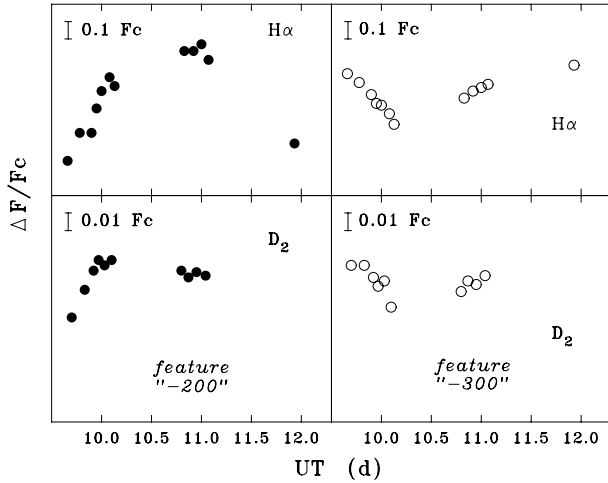 0.1 Fc
Hα
0.1 Fc
Hα
ΔF/Fc
0.01 Fc
D2
feature
"−200"
0.01 Fc
D2
feature
"−300"
10.0 10.5 11.0 11.5 12.0
10.0 10.5 11.0 11.5 12.0
UT (d)